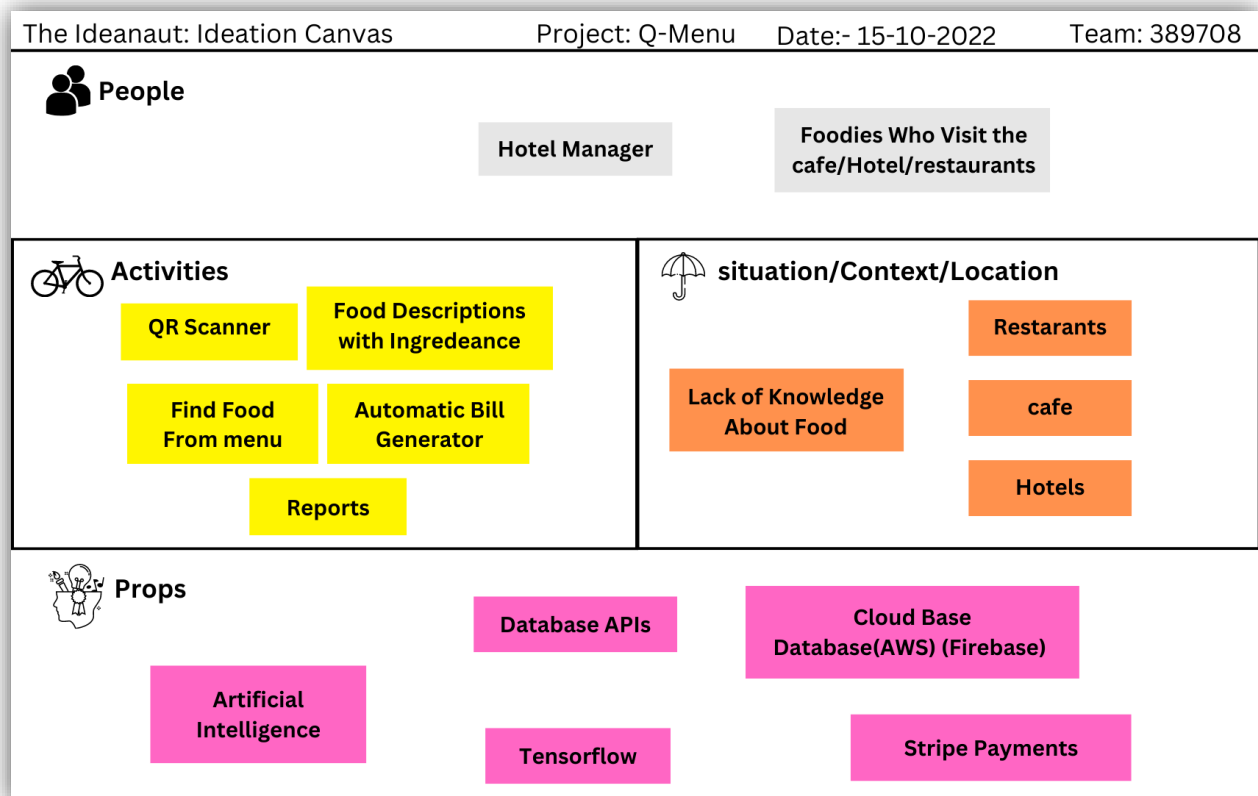 The Ideanaut: Ideation Canvas Project: Q-Menu Date:- 15-10-2022 Team: 389708
People
Hotel Manager
Foodies Who Visit the
cafe/Hotel/restaurants
Activities
QR Scanner
Food Descriptions
with Ingredeance
Find Food
From menu
Automatic Bill
Generator
Reports
situation/Context/Location
Restarants
Lack of Knowledge
About Food
cafe
Hotels
Props
Database APIs
Cloud Base
Database(AWS) (Firebase)
Artificial
Intelligence
Tensorflow
Stripe Payments